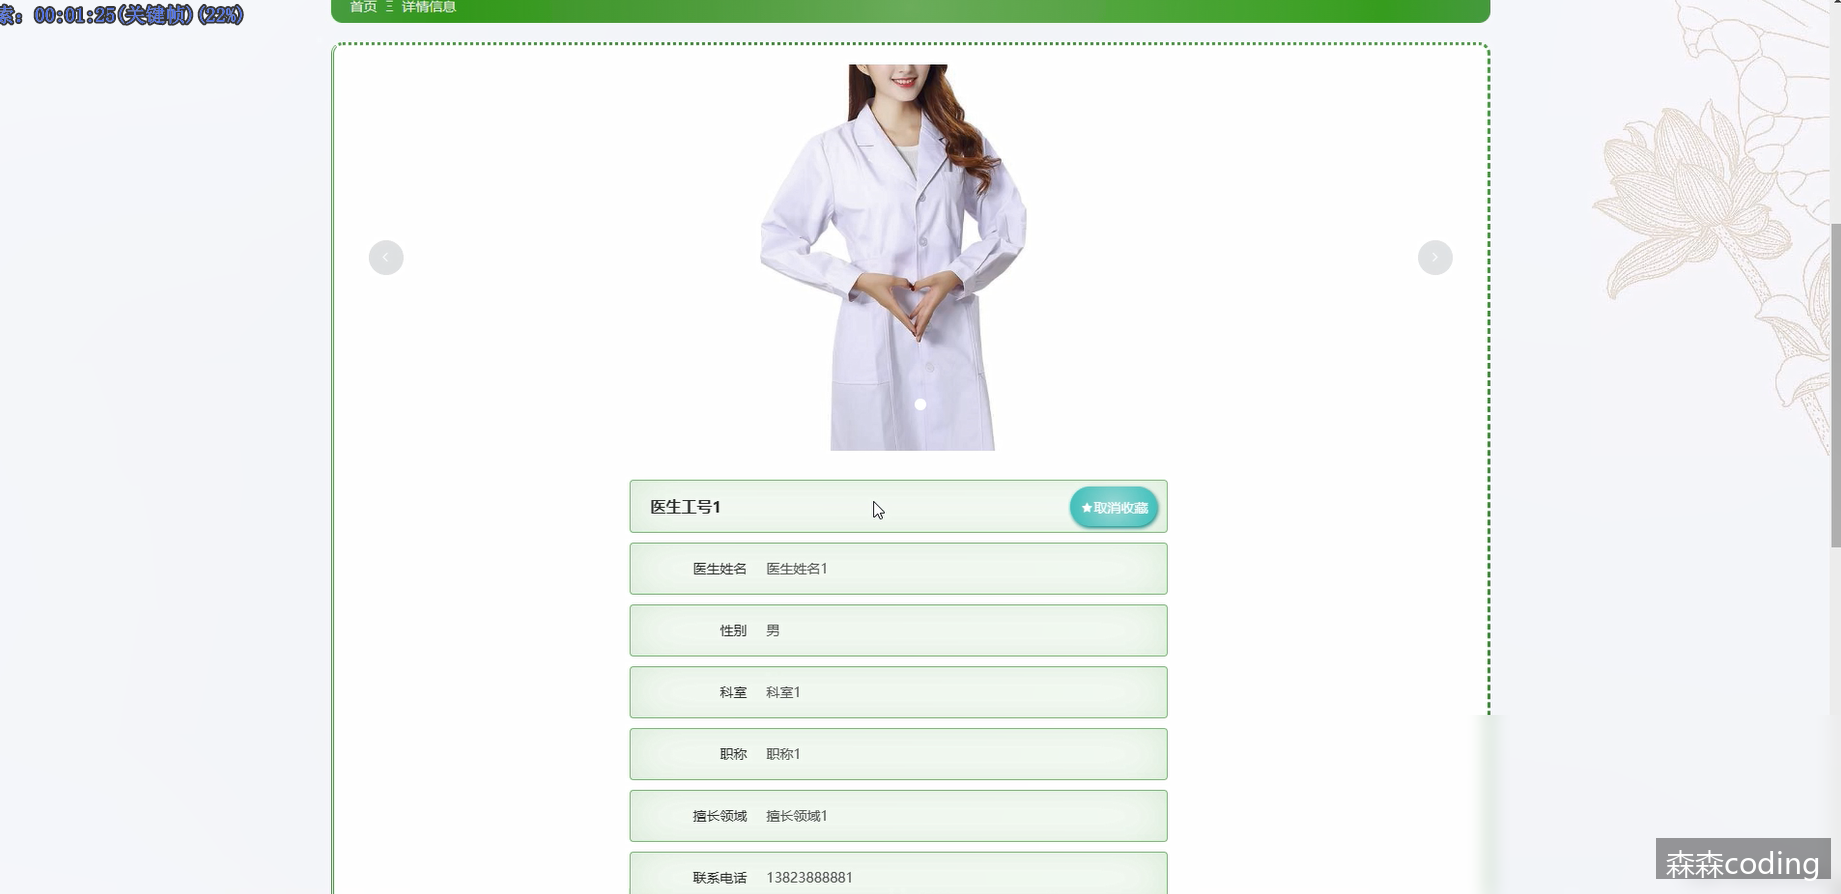 索：00:01:25(关键帧)(22%)
首页 Ξ 详情信息
医生工号1
★取消收藏
医生姓名 医生姓名1
性别 男
科室 科室1
职称 职称1
擅长领域 擅长领域1
联系电话 13823888881
森森coding